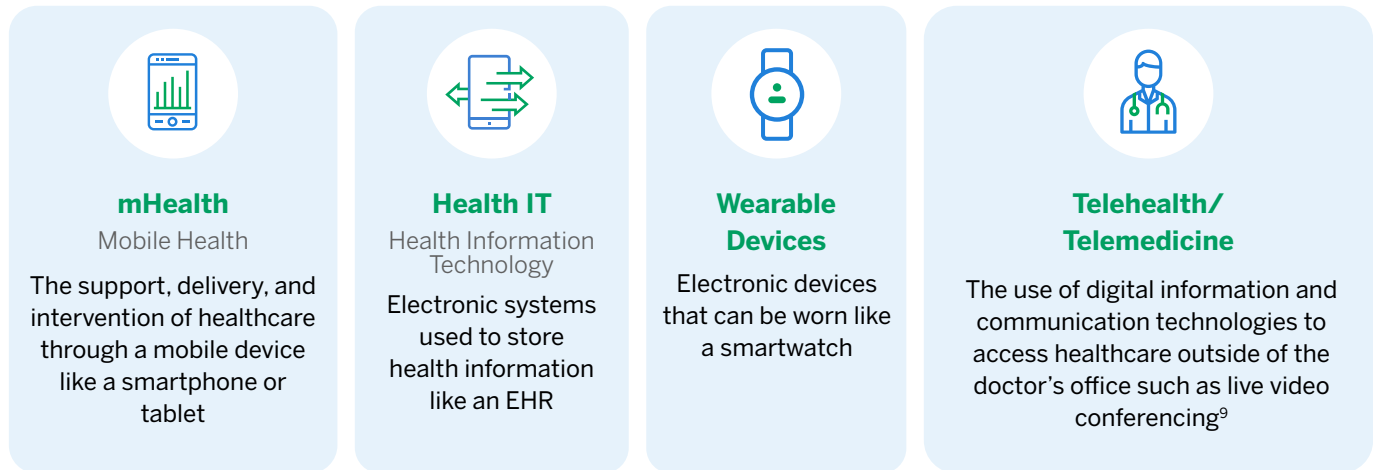 mHealth
Mobile Health
The support, delivery, and
intervention of healthcare
through a mobile device
like a smartphone or
tablet
Health IT
Health Information
Technology
Electronic systems
used to store
health information
like an EHR
Wearable
Devices
Electronic devices
that can be worn like
a smartwatch
Telehealth/
Telemedicine
The use of digital information and
communication technologies to
access healthcare outside of the
doctor’s office such as live video
conferencing⁹